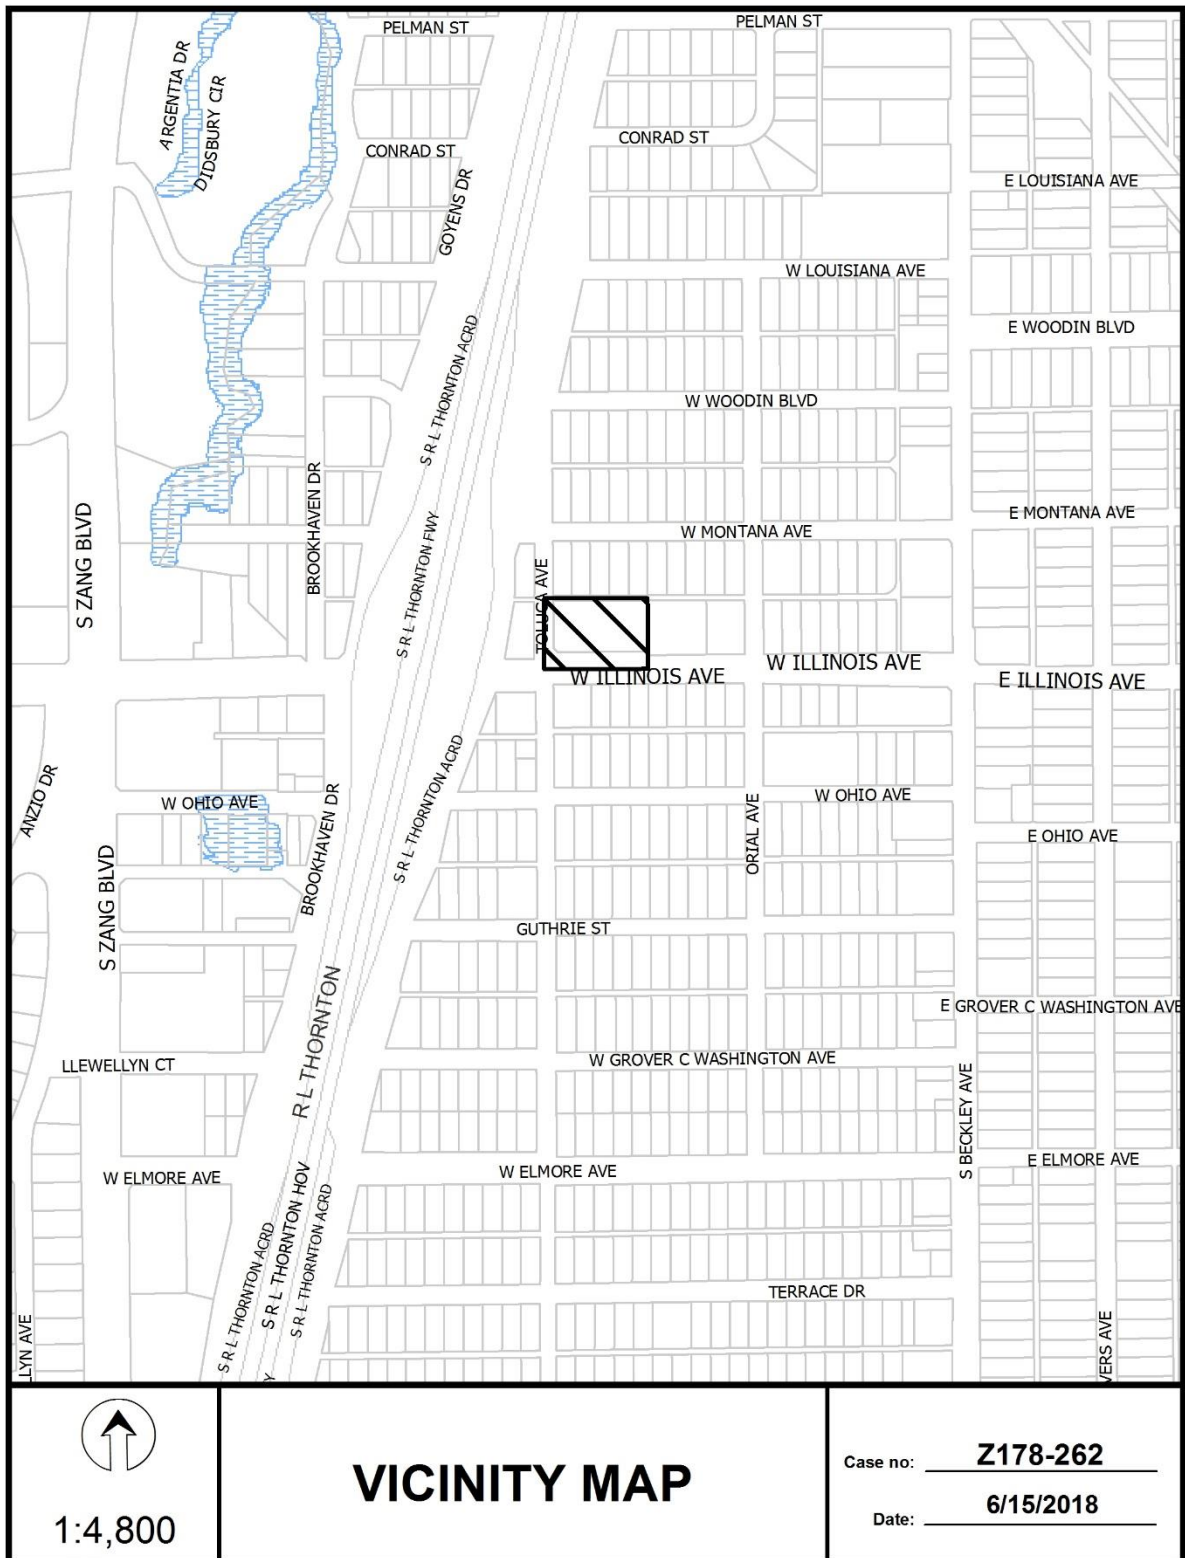 PELMAN ST
PELMAN ST
ARGENTIA DR
DIDSBURY CIR
CONRAD ST
CONRAD ST
GOYENS DR
E LOUISIANA AVE
W LOUISIANA AVE
E WOODIN BLVD
S R L THORNTON ACRD
W WOODIN BLVD
BROOKHAVEN DR
S ZANG BLVD
E MONTANA AVE
W MONTANA AVE
S R L THORNTON FWY
TOLUCA AVE
W ILLINOIS AVE
W ILLINOIS AVE
E ILLINOIS AVE
ANZIO DR
S R L THORNTON ACRD
W OHIO AVE
W OHIO AVE
BROOKHAVEN DR
ORIAL AVE
E OHIO AVE
S ZANG BLVD
GUTHRIE ST
E GROVER C WASHINGTON AVE
R L THORNTON
W GROVER C WASHINGTON AVE
LLEWELLYN CT
S BECKLEY AVE
W ELMORE AVE
W ELMORE AVE
E ELMORE AVE
S R L THORNTON ACRD
S R L THORNTON HOV
S R L THORNTON ACRD
TERRACE DR
LYN AVE
VERS AVE
Y
1:4,800
VICINITY MAP
Case no: Z178-262
Date: 6/15/2018